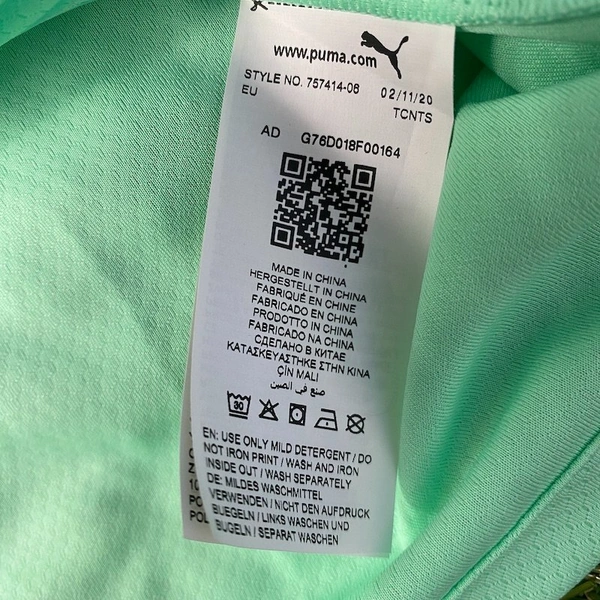 www.puma.com
STYLE NO. 757414-08 02/11/20
EU TCNTS
AD G76D018F00164
MADE IN CHINA
HERGESTELLT IN CHINA
FABRIQUÉ EN CHINE
FABRICADO EN CHINA
PRODOTTO IN CHINA
FABRICADO NA CHINA
СДЕЛАНО В КИТАЕ
ΚΑΤΑΣΚΕΥΑΣΤΗΚΕ ΣΤΗΝ ΚΙΝΑ
ÇİN MALI
صنع في الصين
30
EN: USE ONLY MILD DETERGENT / DO
NOT IRON PRINT / WASH AND IRON
INSIDE OUT / WASH SEPARATELY
DE: MILDES WASCHMITTEL
VERWENDEN / NICHT DEN AUFDRUCK
BUEGELN / LINKS WASCHEN UND
BUGELN / SEPARAT WASCHEN